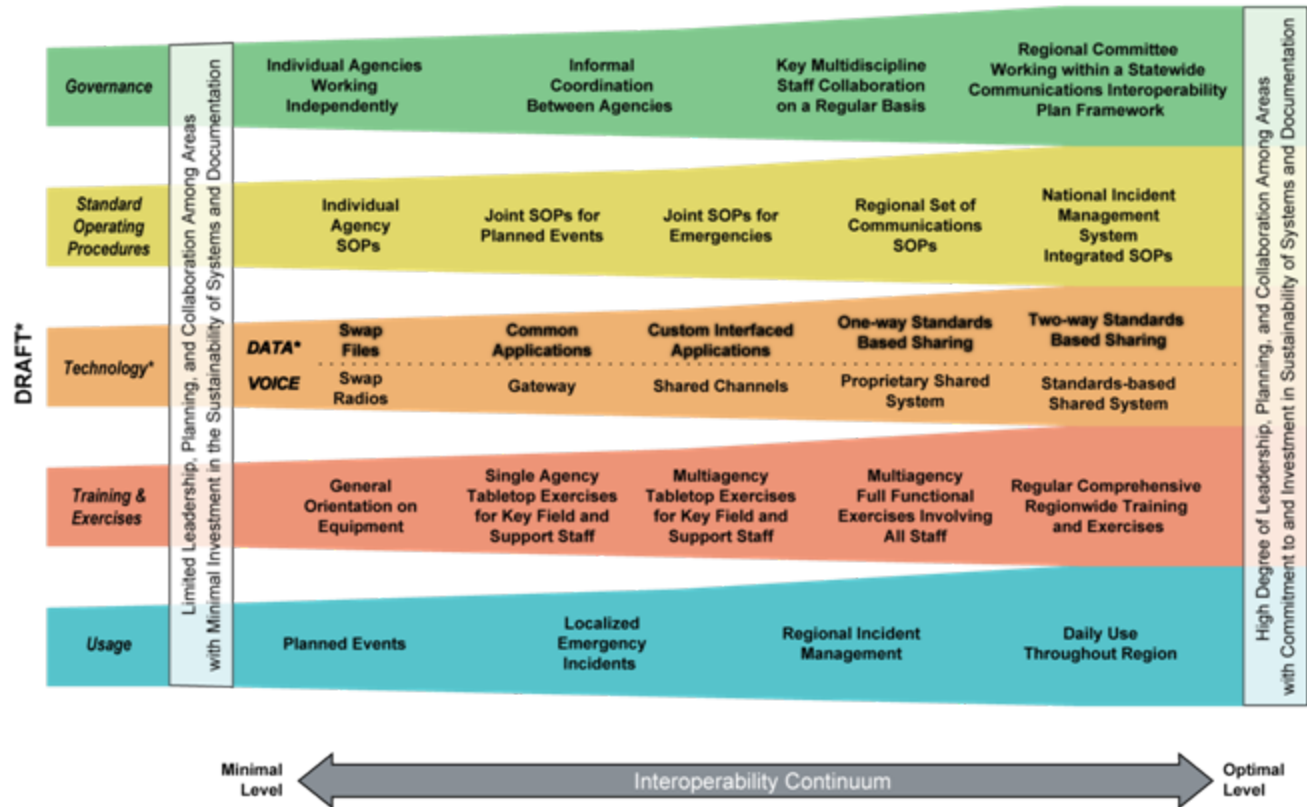 DRAFT*
Governance
Limited Leadership, Planning, and Collaboration Among Areas
with Minimal Investment in the Sustainability of Systems and Documentation
Individual Agencies
Working
Independently
Informal
Coordination
Between Agencies
Key Multidiscipline
Staff Collaboration
on a Regular Basis
Regional Committee
Working within a Statewide
Communications Interoperability
Plan Framework
High Degree of Leadership, Planning, and Collaboration Among Areas
with Commitment to and Investment in Sustainability of Systems and Documentation
Standard
Operating
Procedures
Individual
Agency
SOPs
Joint SOPs for
Planned Events
Joint SOPs for
Emergencies
Regional Set of
Communications
SOPs
National Incident
Management
System
Integrated SOPs
Technology*
DATA*
Swap
Files
Common
Applications
Custom Interfaced
Applications
One-way Standards
Based Sharing
Two-way Standards
Based Sharing
VOICE
Swap
Radios
Gateway
Shared Channels
Proprietary Shared
System
Standards-based
Shared System
Training &
Exercises
General
Orientation on
Equipment
Single Agency
Tabletop Exercises
for Key Field and
Support Staff
Multiagency
Tabletop Exercises
for Key Field and
Support Staff
Multiagency
Full Functional
Exercises Involving
All Staff
Regular Comprehensive
Regionwide Training
and Exercises
Usage
Planned Events
Localized
Emergency
Incidents
Regional Incident
Management
Daily Use
Throughout Region
Minimal
Level
Interoperability Continuum
Optimal
Level